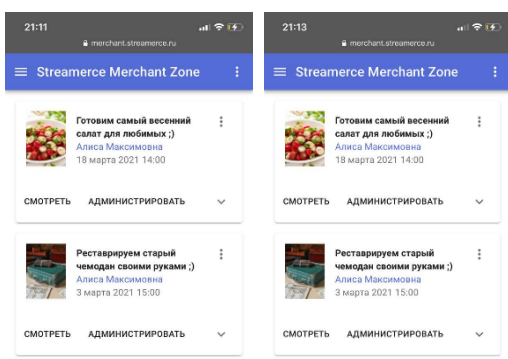 21:11
merchant.streamerce.ru
Streamerce Merchant Zone
Готовим самый весенний
салат для любимых ;)
Алиса Максимовна
18 марта 2021 14:00
СМОТРЕТЬ АДМИНИСТРИРОВАТЬ
Реставрируем старый
чемодан своими руками ;)
Алиса Максимовна
3 марта 2021 15:00
СМОТРЕТЬ АДМИНИСТРИРОВАТЬ
21:13
merchant.streamerce.ru
Streamerce Merchant Zone
Готовим самый весенний
салат для любимых ;)
Алиса Максимовна
18 марта 2021 14:00
СМОТРЕТЬ АДМИНИСТРИРОВАТЬ
Реставрируем старый
чемодан своими руками ;)
Алиса Максимовна
3 марта 2021 15:00
СМОТРЕТЬ АДМИНИСТРИРОВАТЬ